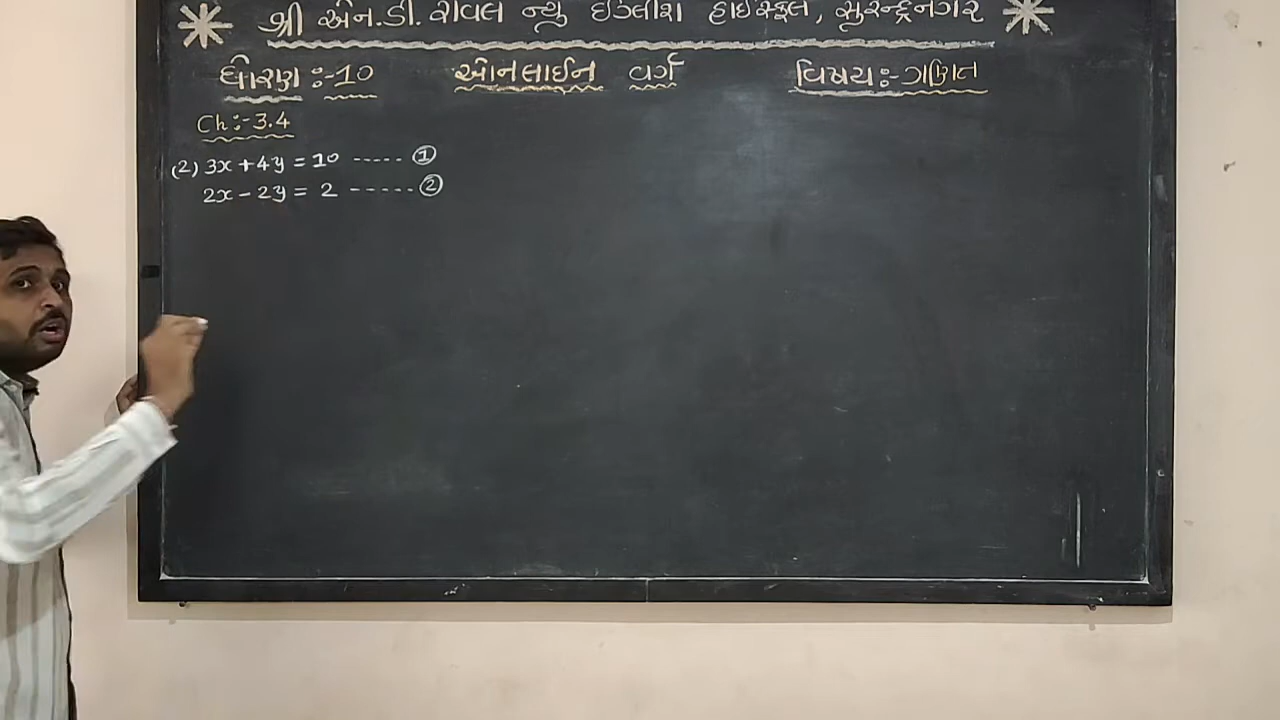 શ્રી એન.ડી. રાવલ ન્યુ ઇંગ્લીશ હાઇસ્કૂલ, સુરેન્દ્રનગર
ધોરણ :- 10 ઓનલાઈન વર્ગ વિષય:- ગણિત
Ch:- 3.4
(2) 3x + 4y = 10 ----- ①
2x - 2y = 2 ------ ②